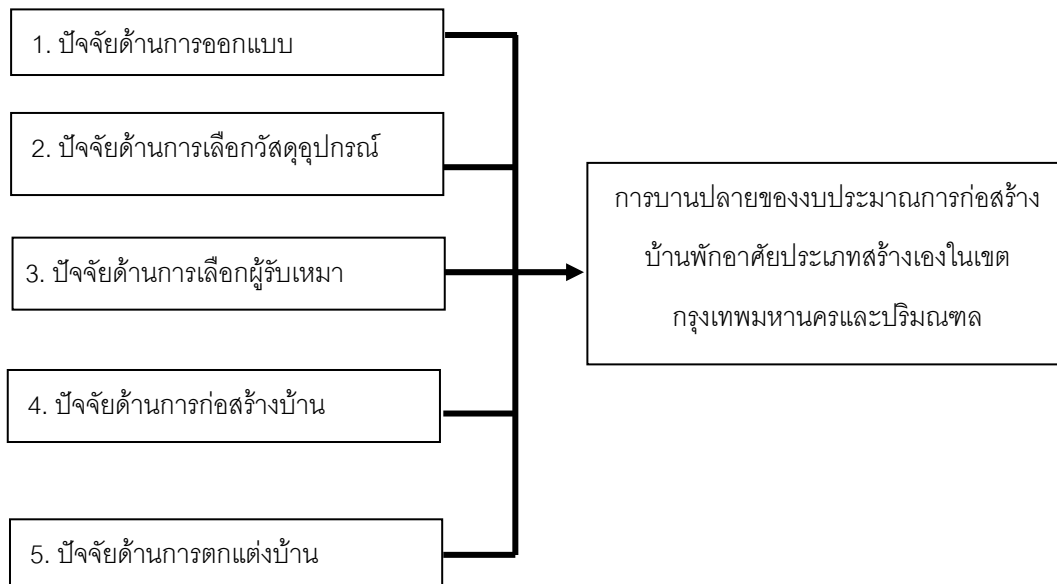 1. ปัจจัยด้านการออกแบบ
2. ปัจจัยด้านการเลือกวัสดุอุปกรณ์
3. ปัจจัยด้านการเลือกผู้รับเหมา
4. ปัจจัยด้านการก่อสร้างบ้าน
5. ปัจจัยด้านการตกแต่งบ้าน
การบานปลายของงบประมาณการก่อสร้าง
บ้านพักอาศัยประเภทสร้างเองในเขต
กรุงเทพมหานครและปริมณฑล